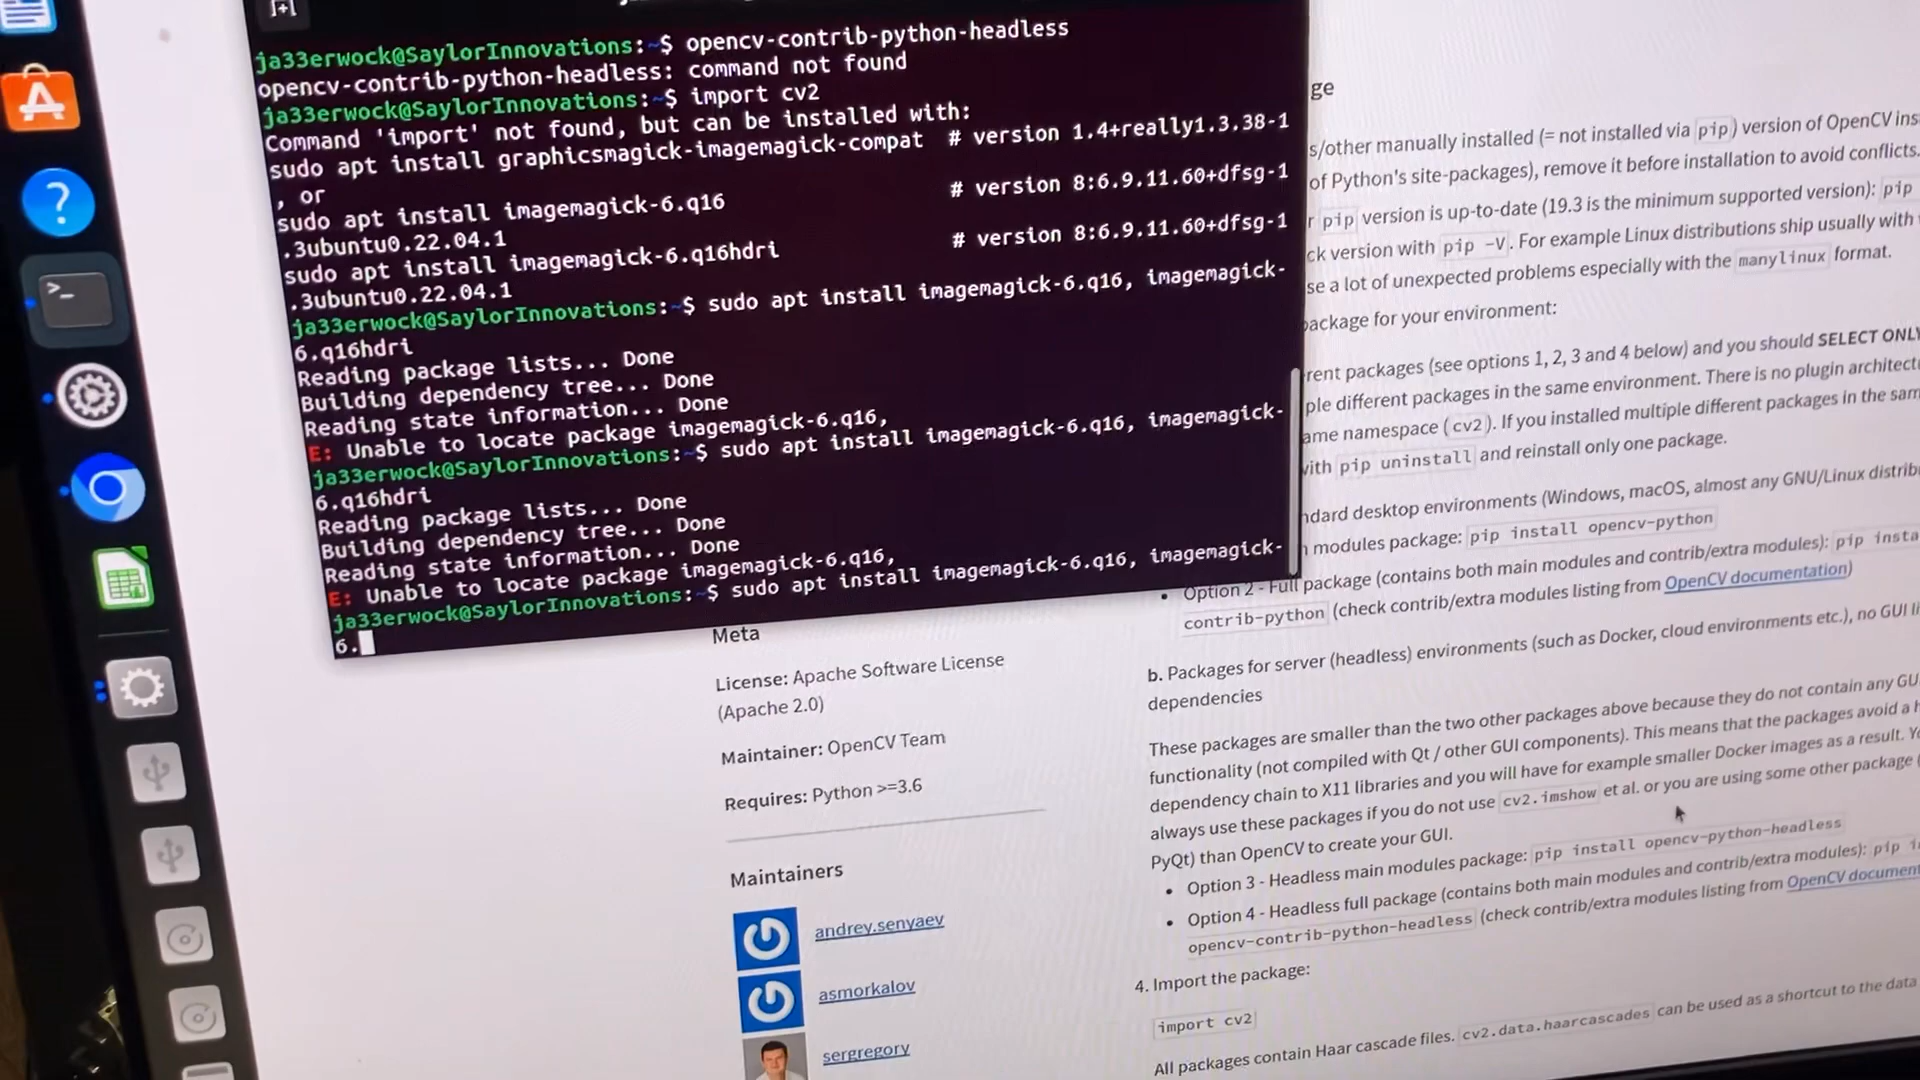 ja33erwock@SaylorInnovations:~$ opencv-contrib-python-headless
opencv-contrib-python-headless: command not found
ja33erwock@SaylorInnovations:~$ import cv2
Command 'import' not found, but can be installed with:
sudo apt install graphicsmagick-imagemagick-compat # version 1.4+really1.3.38-1
, or
sudo apt install imagemagick-6.q16 # version 8:6.9.11.60+dfsg-1
.3ubuntu0.22.04.1
sudo apt install imagemagick-6.q16hdri # version 8:6.9.11.60+dfsg-1
.3ubuntu0.22.04.1
ja33erwock@SaylorInnovations:~$ sudo apt install imagemagick-6.q16, imagemagick-
6.q16hdri
Reading package lists... Done
Building dependency tree... Done
Reading state information... Done
E: Unable to locate package imagemagick-6.q16,
ja33erwock@SaylorInnovations:~$ sudo apt install imagemagick-6.q16, imagemagick-
6.q16hdri
Reading package lists... Done
Building dependency tree... Done
Reading state information... Done
E: Unable to locate package imagemagick-6.q16,
ja33erwock@SaylorInnovations:~$ sudo apt install imagemagick-6.q16, imagemagick-
6.
Meta
License: Apache Software License
(Apache 2.0)
Maintainer: OpenCV Team
Requires: Python >=3.6
Maintainers
andrey.senyaev
asmorkalov
sergregory
ge
s/other manually installed (= not installed via pip) version of OpenCV
of Python's site-packages), remove it before installation to avoid conflicts.
pip version is up-to-date (19.3 is the minimum supported version): pip
ck version with pip -V. For example Linux distributions ship usually with
se a lot of unexpected problems especially with the manylinux format.
package for your environment:
rent packages (see options 1, 2, 3 and 4 below) and you should SELECT ONLY
ple different packages in the same environment. There is no plugin
ame namespace (cv2). If you installed multiple different packages in the
with pip uninstall and reinstall only one package.
ndard desktop environments (Windows, macOS, almost any GNU/Linux
modules package: pip install opencv-python
• Option 2 - Full package (contains both main modules and contrib/extra modules): pip
contrib-python (check contrib/extra modules listing from OpenCV documentation)
b. Packages for server (headless) environments (such as Docker, cloud environments etc.), no GUI
dependencies
These packages are smaller than the two other packages above because they do not contain any
functionality (not compiled with Qt / other GUI components). This means that the packages avoid a
dependency chain to X11 libraries and you will have for example smaller Docker images as a result.
always use these packages if you do not use cv2.imshow et al. or you are using some other package
PyQt) than OpenCV to create your GUI.
• Option 3 - Headless main modules package: pip install opencv-python-headless
• Option 4 - Headless full package (contains both main modules and contrib/extra modules): pip
opencv-contrib-python-headless (check contrib/extra modules listing from OpenCV
4. Import the package:
import cv2
All packages contain Haar cascade files. cv2.data.haarcascades can be used as a shortcut to the data